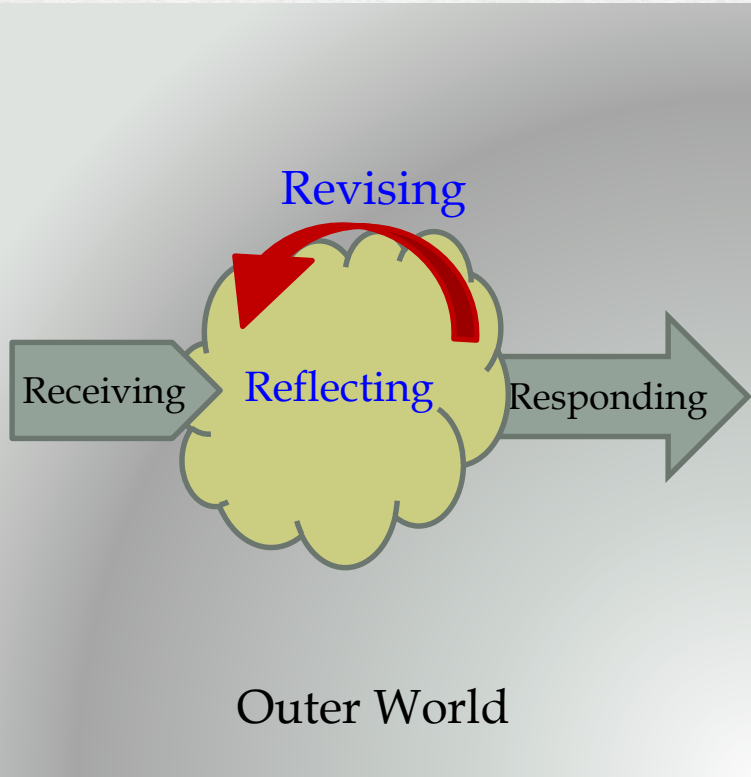 Revising
Receiving
Reflecting
Responding
Outer World